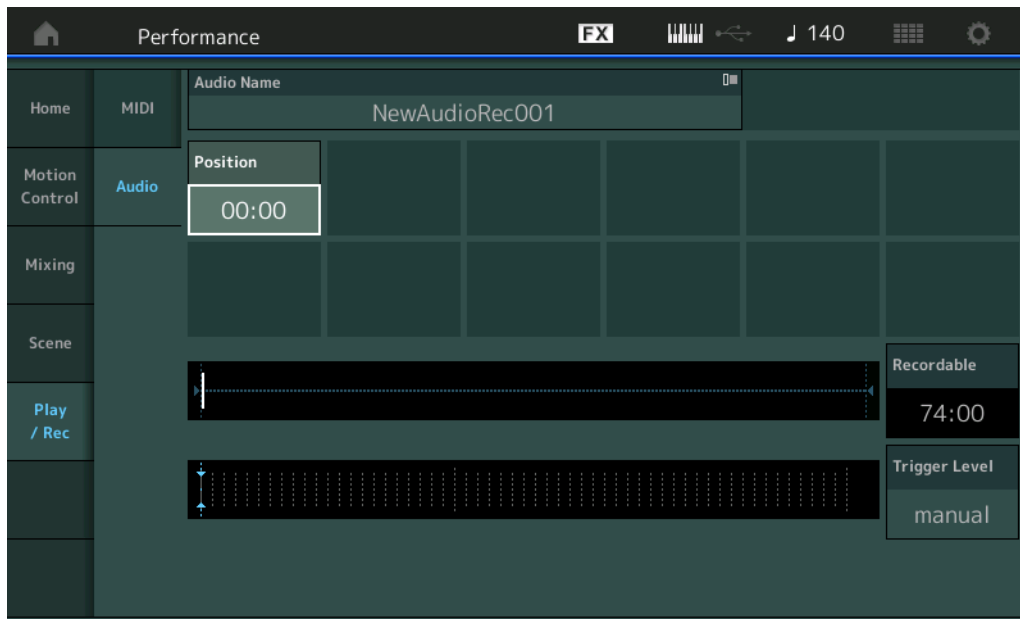 Performance
FX
140
Home
MIDI
Audio Name
NewAudioRec001
Motion
Control
Audio
Position
00:00
Mixing
Scene
Play
/ Rec
Recordable
74:00
Trigger Level
manual